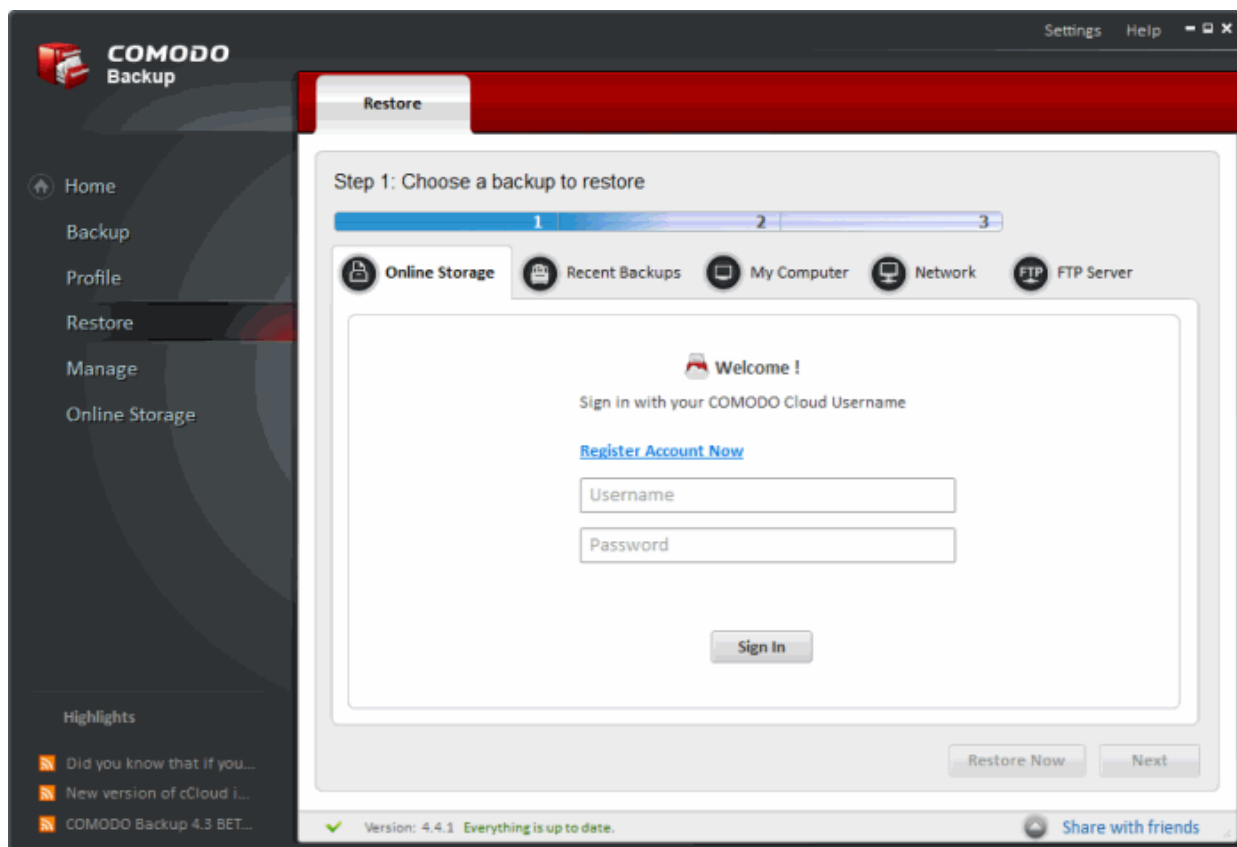 COMODO
Backup
Settings Help
Restore
Home
Backup
Profile
Restore
Manage
Online Storage
Step 1: Choose a backup to restore
1 2 3
Online Storage Recent Backups My Computer Network FTP FTP Server
Welcome !
Sign in with your COMODO Cloud Username
Register Account Now
Username
Password
Sign In
Restore Now Next
Highlights
Did you know that if you...
New version of cCloud i...
COMODO Backup 4.3 BET...
Version: 4.4.1 Everything is up to date.
Share with friends